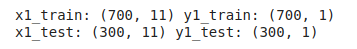 x1_train: (700, 11) y1_train: (700, 1)
x1_test: (300, 11) y1_test: (300, 1)